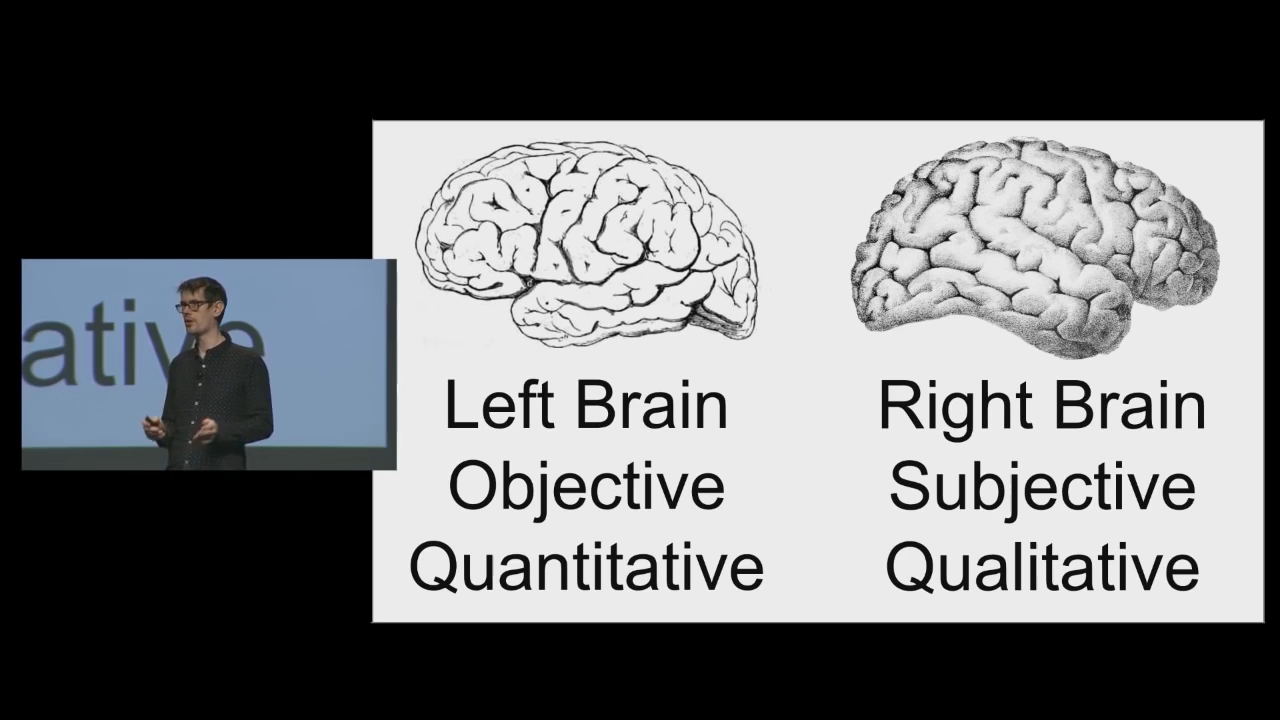 ative
Left Brain
Objective
Quantitative
Right Brain
Subjective
Qualitative